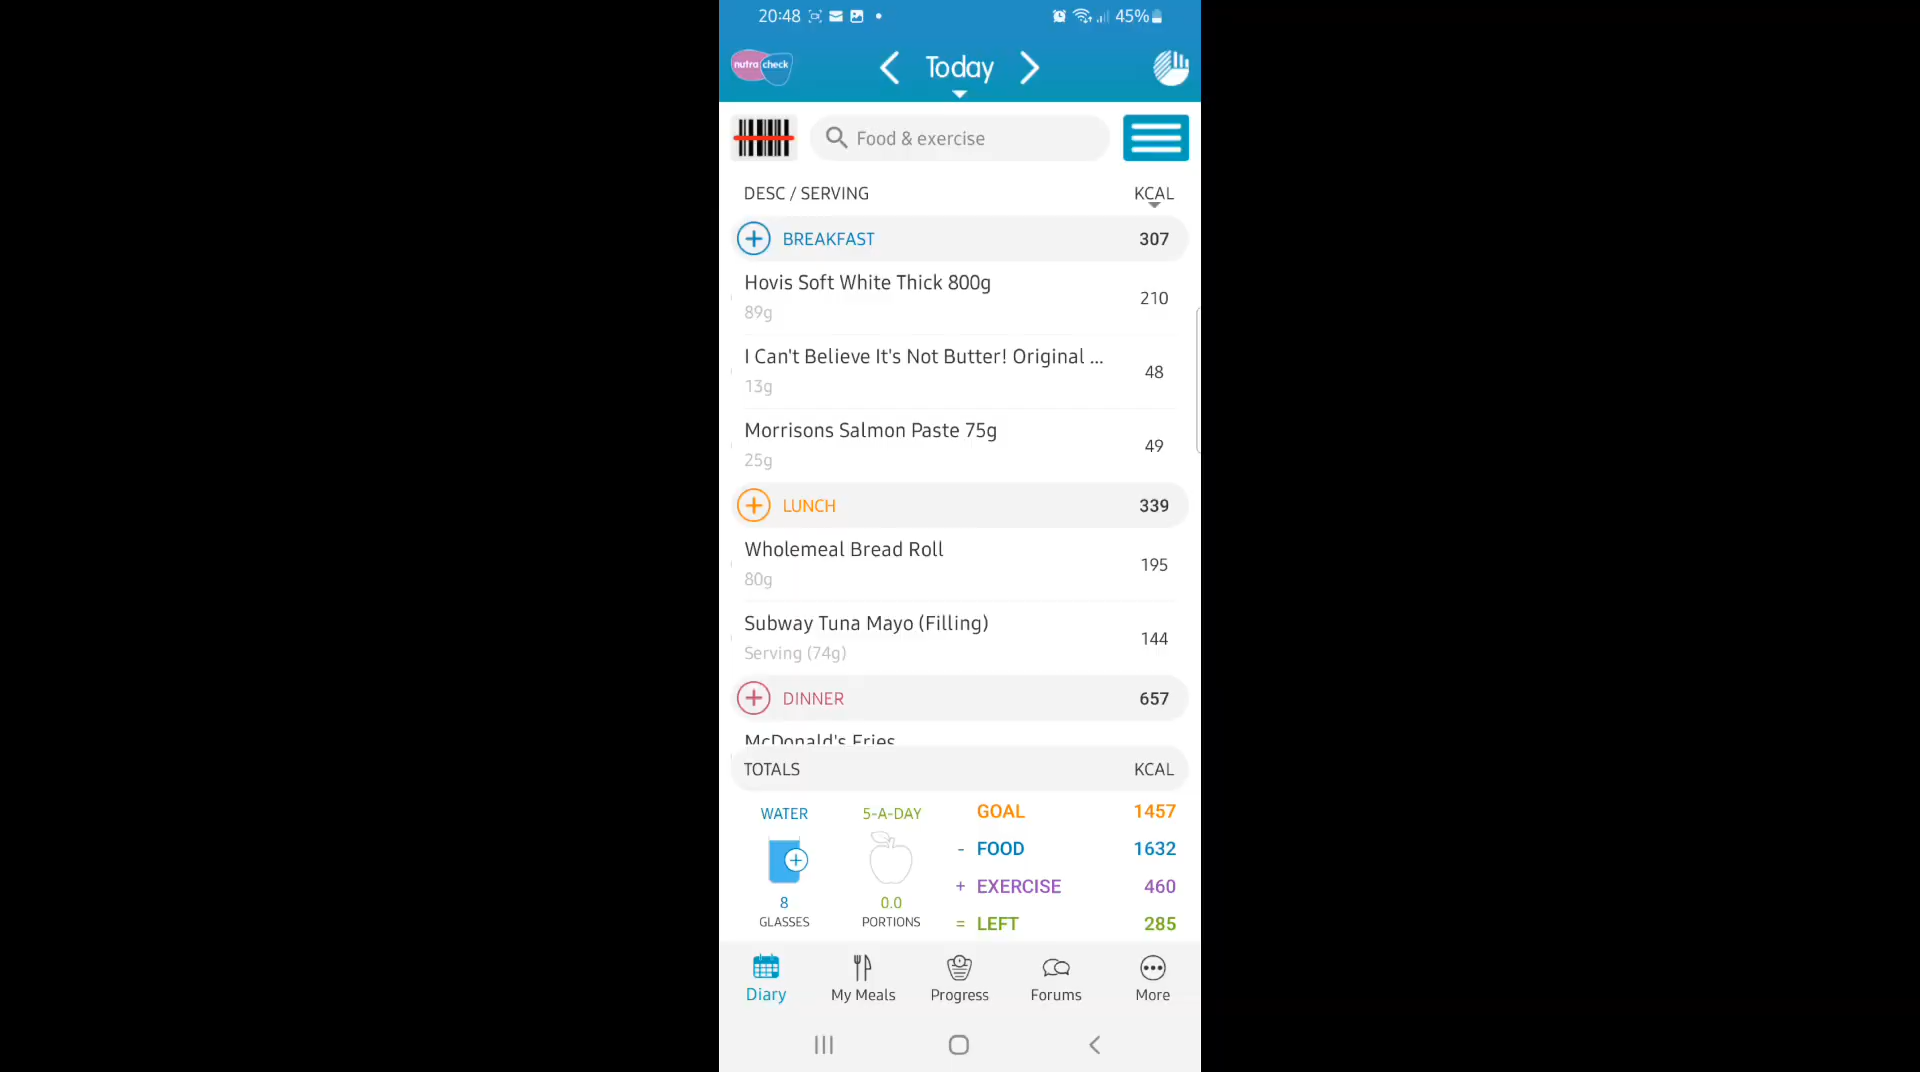 20:48 45%
nutra check
Today
Food & exercise
DESC / SERVING KCAL
BREAKFAST 307
Hovis Soft White Thick 800g
89g 210
I Can't Believe It's Not Butter! Original ...
13g 48
Morrisons Salmon Paste 75g
25g 49
LUNCH 339
Wholemeal Bread Roll
80g 195
Subway Tuna Mayo (Filling)
Serving (74g) 144
DINNER 657
McDonald's Fries
TOTALS KCAL
WATER 5-A-DAY GOAL 1457
- FOOD 1632
+ EXERCISE 460
8 0.0
GLASSES PORTIONS = LEFT 285
Diary My Meals Progress Forums More